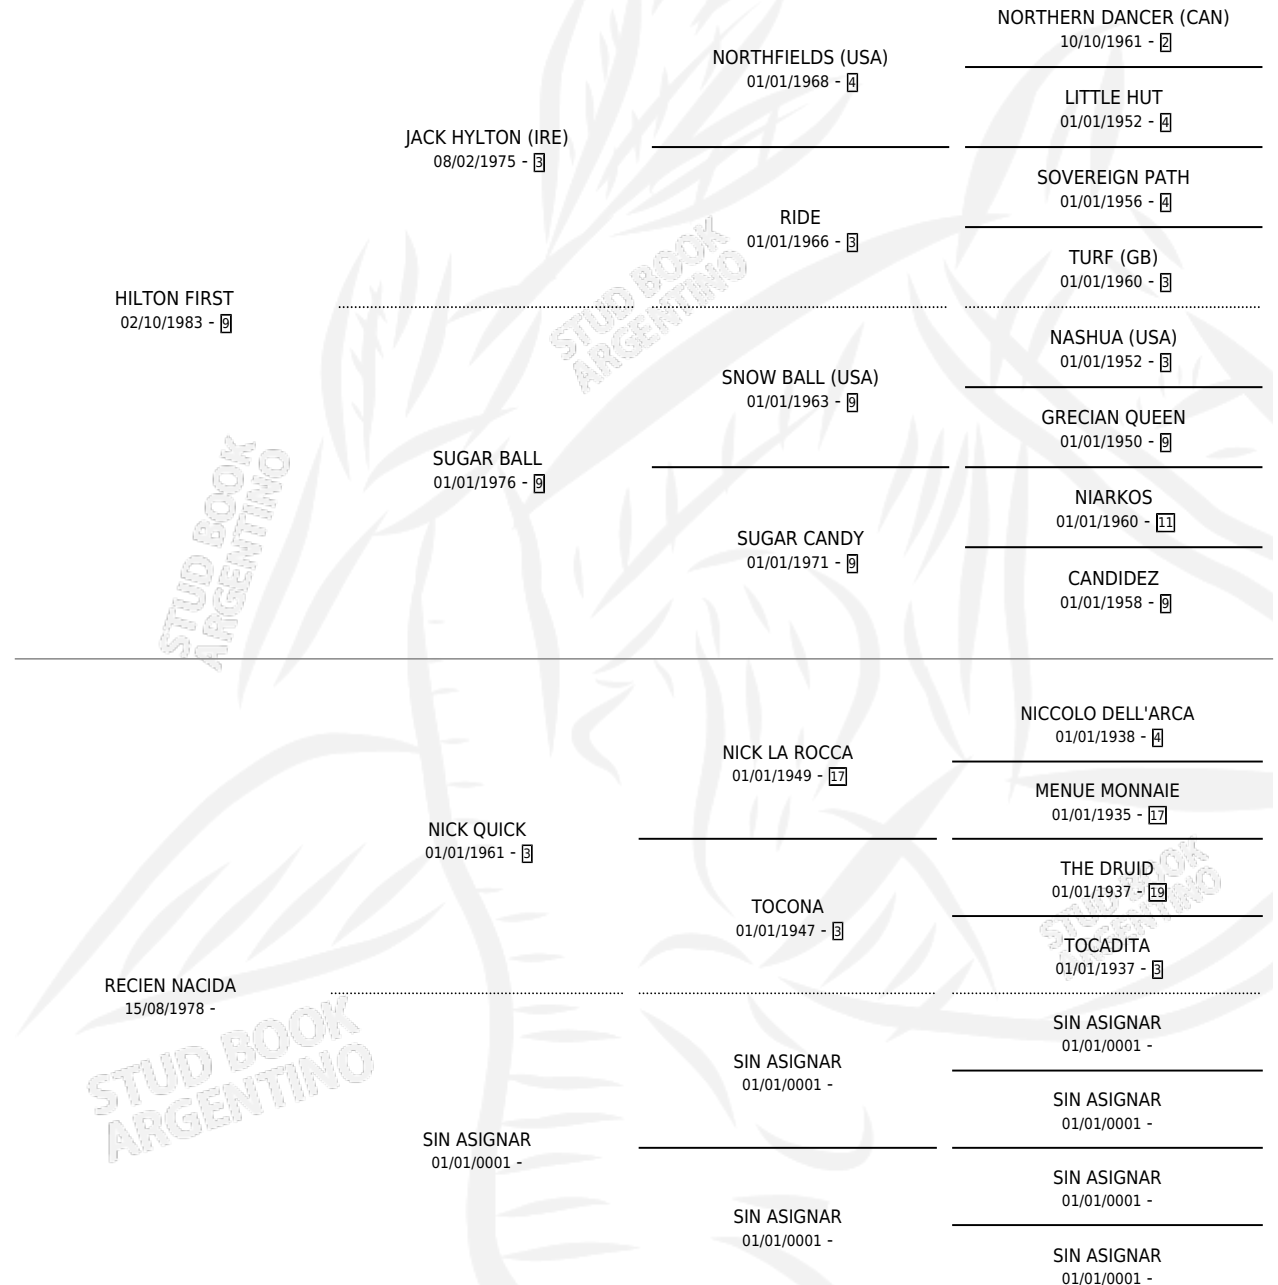 NORTHERN DANCER (CAN)
10/10/1961 - 2
NORTHFIELDS (USA)
01/01/1968 - 4
LITTLE HUT
01/01/1952 - 4
JACK HYLTON (IRE)
08/02/1975 - 3
SOVEREIGN PATH
01/01/1956 - 4
RIDE
01/01/1966 - 3
TURF (GB)
01/01/1960 - 3
HILTON FIRST
02/10/1983 - 9
NASHUA (USA)
01/01/1952 - 3
SNOW BALL (USA)
01/01/1963 - 9
GRECIAN QUEEN
01/01/1950 - 9
SUGAR BALL
01/01/1976 - 9
NIARKOS
01/01/1960 - 11
SUGAR CANDY
01/01/1971 - 9
CANDIDEZ
01/01/1958 - 9
NICCOLO DELL'ARCA
01/01/1938 - 4
NICK LA ROCCA
01/01/1949 - 17
MENUE MONNAIE
01/01/1935 - 17
NICK QUICK
01/01/1961 - 3
THE DRUID
01/01/1937 - 19
TOCONA
01/01/1947 - 3
TOCADITA
01/01/1937 - 3
RECIEN NACIDA
15/08/1978 -
SIN ASIGNAR
01/01/0001 -
SIN ASIGNAR
01/01/0001 -
SIN ASIGNAR
01/01/0001 -
SIN ASIGNAR
01/01/0001 -
SIN ASIGNAR
01/01/0001 -
SIN ASIGNAR
01/01/0001 -
SIN ASIGNAR
01/01/0001 -
STUD BOOK
ARGENTINO
STUD BOOK
ARGENTINO
STUD BOOK
ARGENTINO
STUD BOOK
ARGENTINO